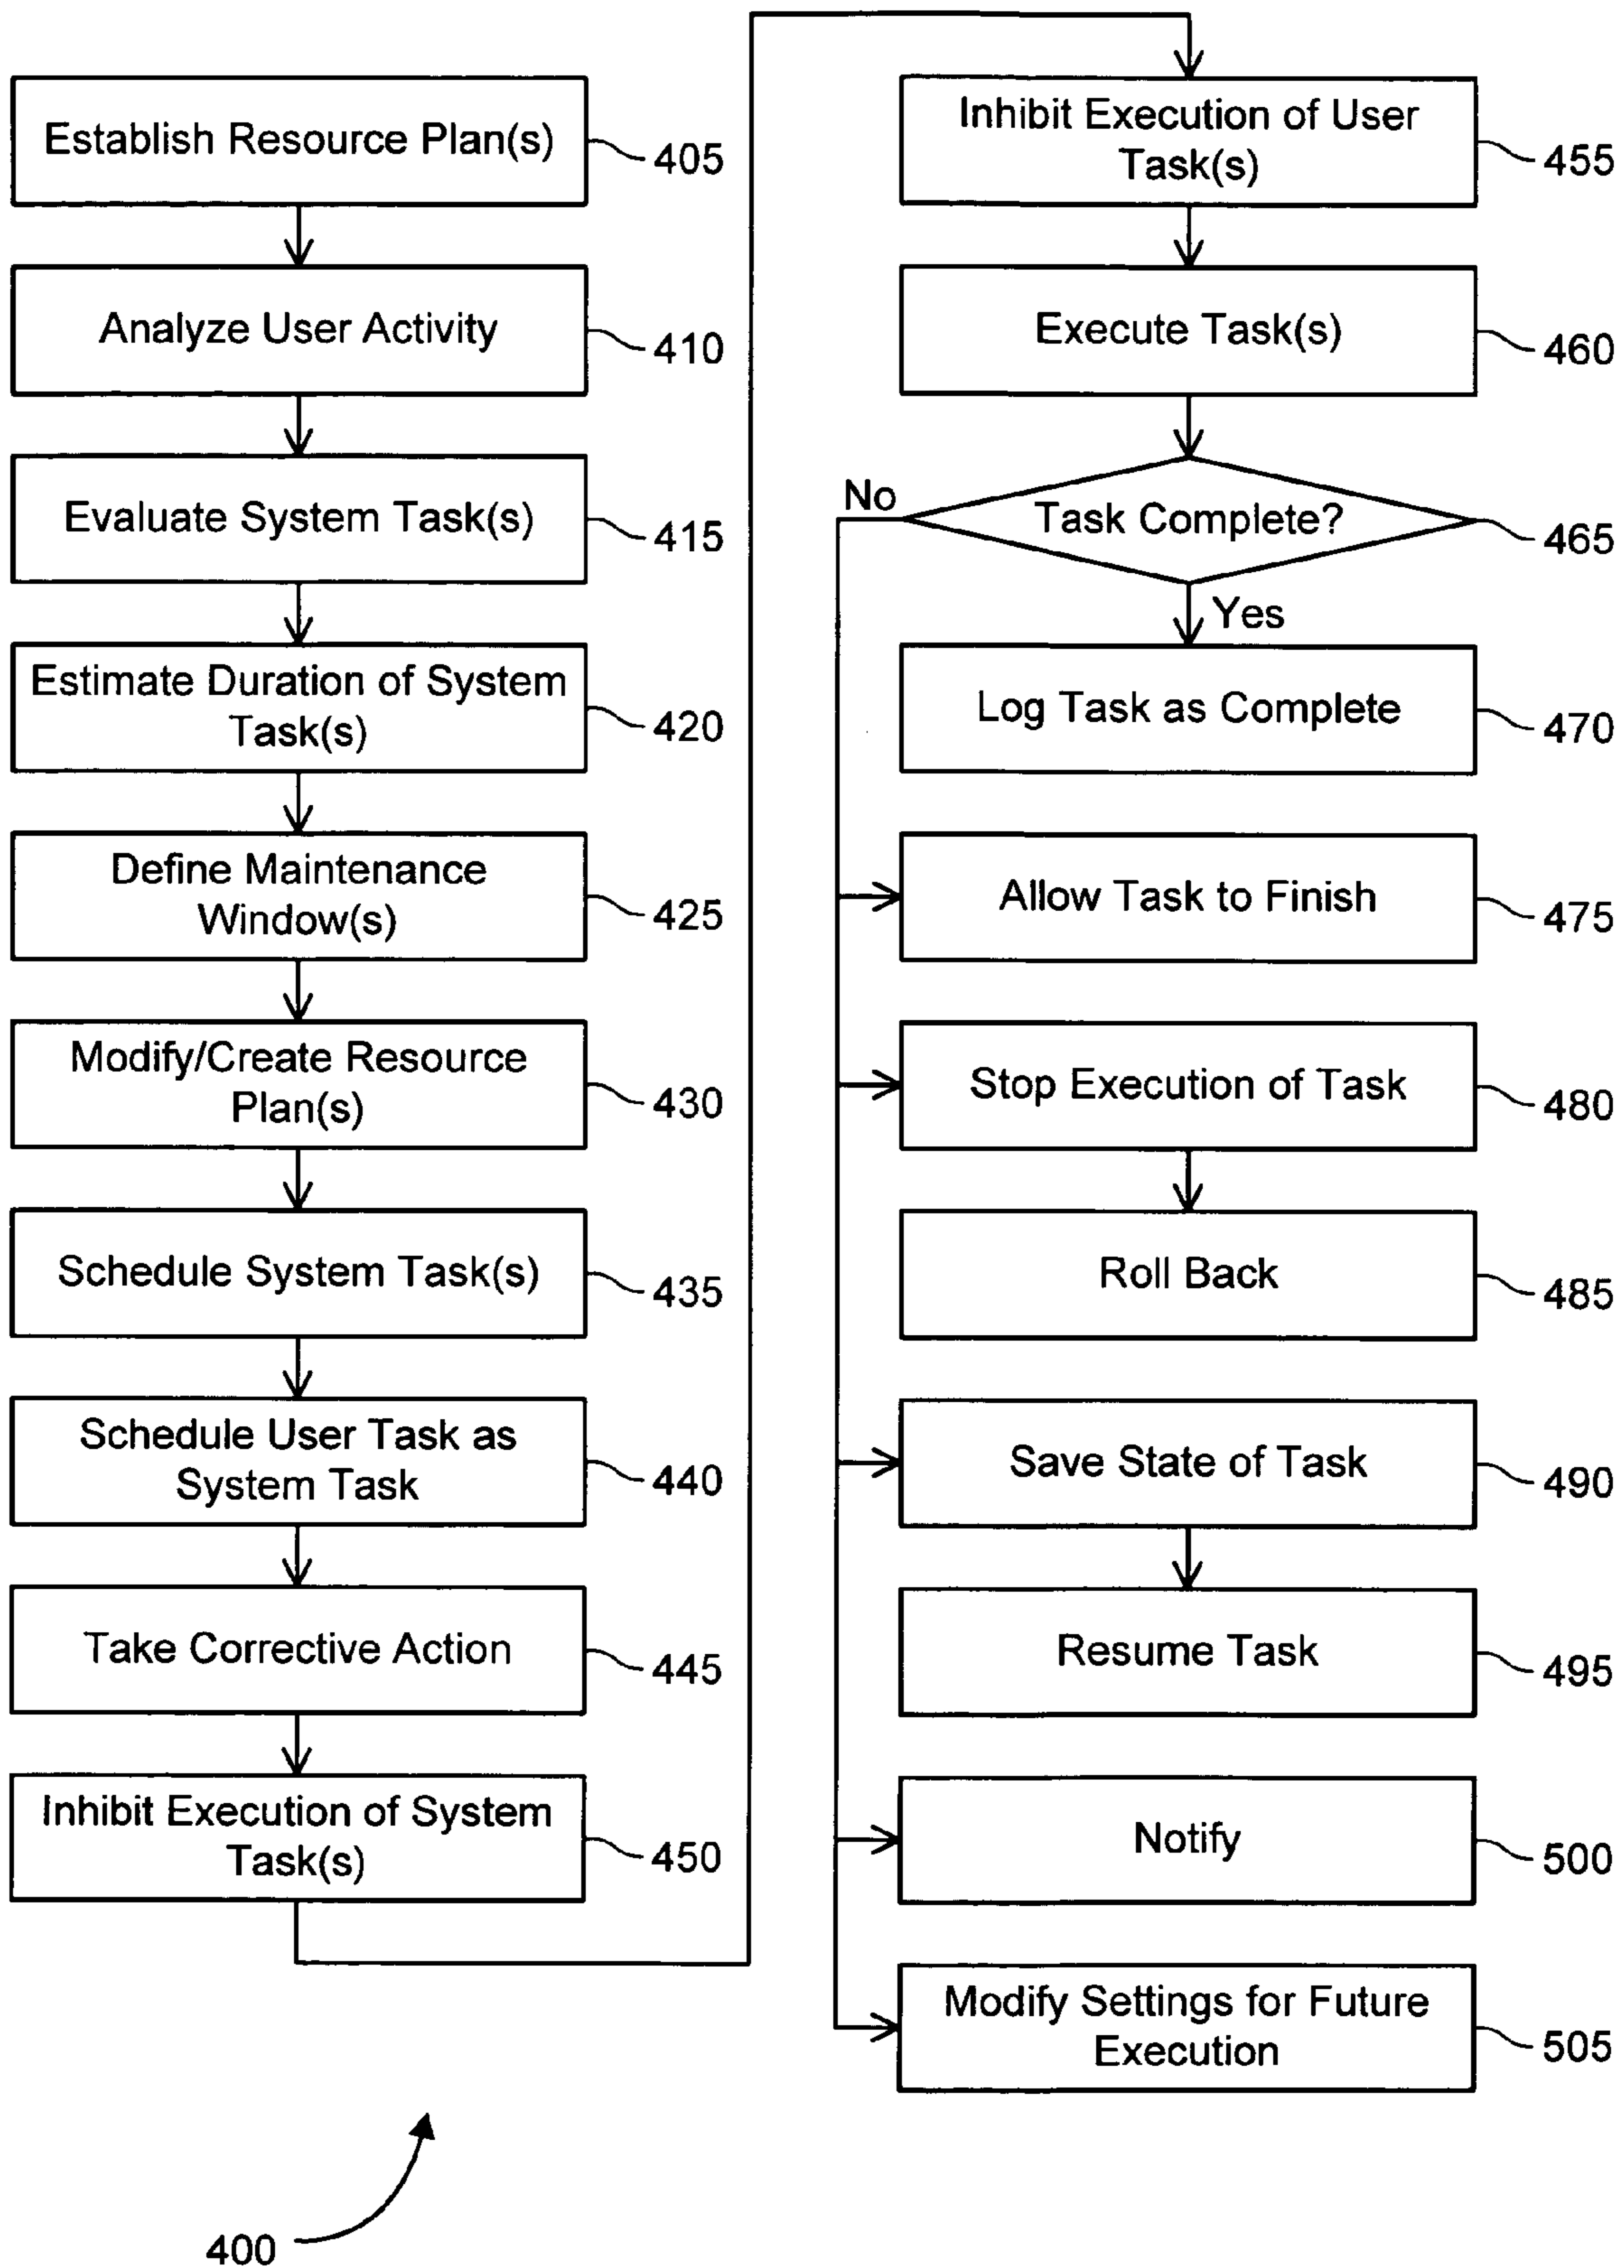 Establish Resource Plan(s)
405
Analyze User Activity
410
Evaluate System Task(s)
415
Estimate Duration of System
Task(s)
420
Define Maintenance
Window(s)
425
Modify/Create Resource
Plan(s)
430
Schedule System Task(s)
435
Schedule User Task as
System Task
440
Take Corrective Action
445
Inhibit Execution of System
Task(s)
450
Inhibit Execution of User
Task(s)
455
Execute Task(s)
460
No
Task Complete?
465
Yes
Log Task as Complete
470
Allow Task to Finish
475
Stop Execution of Task
480
Roll Back
485
Save State of Task
490
Resume Task
495
Notify
500
Modify Settings for Future
Execution
505
400